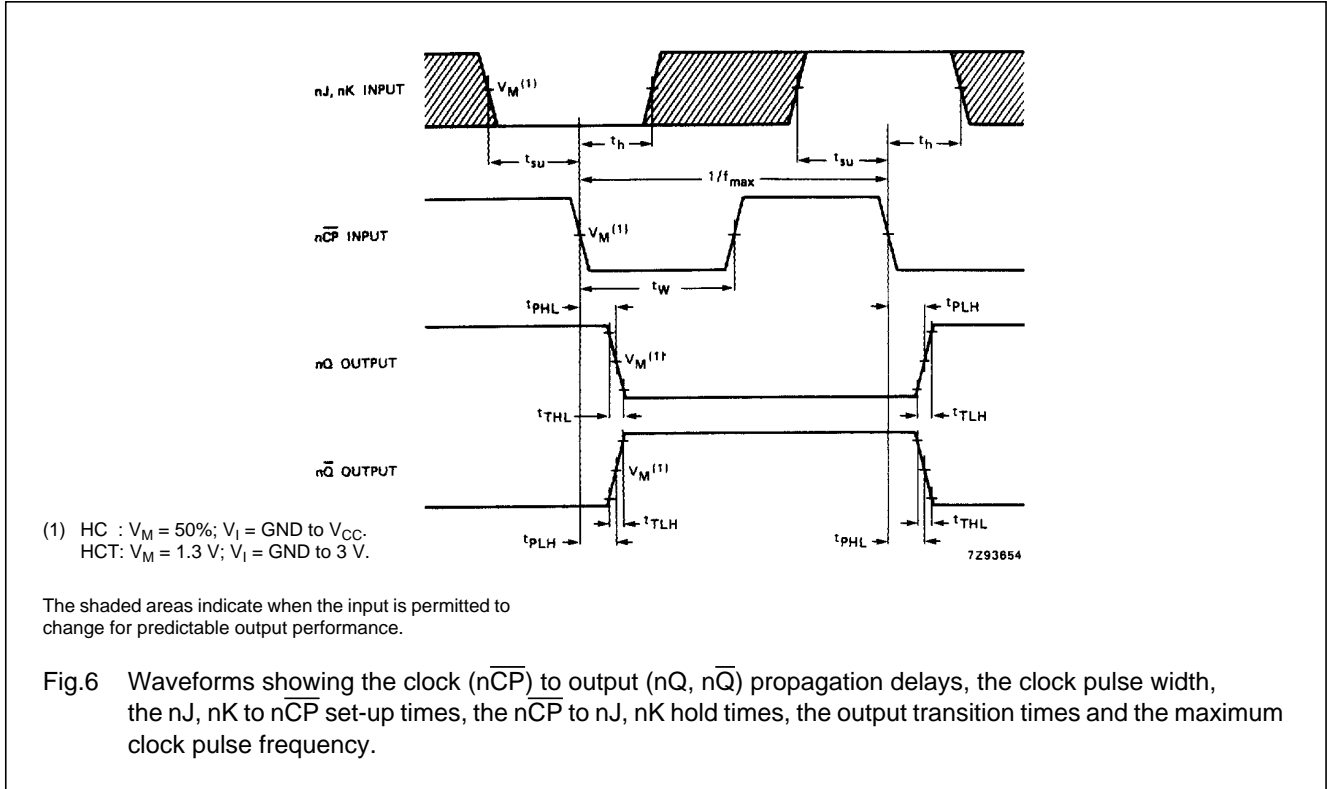 nJ, nK INPUT
V_M(1)
t_h
t_h
t_su
t_su
1/f_max
nC̅P̅ INPUT
V_M(1)
t_W
t_PHL
t_PLH
nQ OUTPUT
V_M(1)
t_THL
t_TLH
nQ̅ OUTPUT
V_M(1)
t_TLH
t_THL
t_PLH
t_PHL
7Z93654
(1) HC : V_M = 50%; V_I = GND to V_CC.
HCT: V_M = 1.3 V; V_I = GND to 3 V.
The shaded areas indicate when the input is permitted to
change for predictable output performance.
Fig.6 Waveforms showing the clock (nC̅P̅) to output (nQ, nQ̅) propagation delays, the clock pulse width,
the nJ, nK to nC̅P̅ set-up times, the nC̅P̅ to nJ, nK hold times, the output transition times and the maximum
clock pulse frequency.